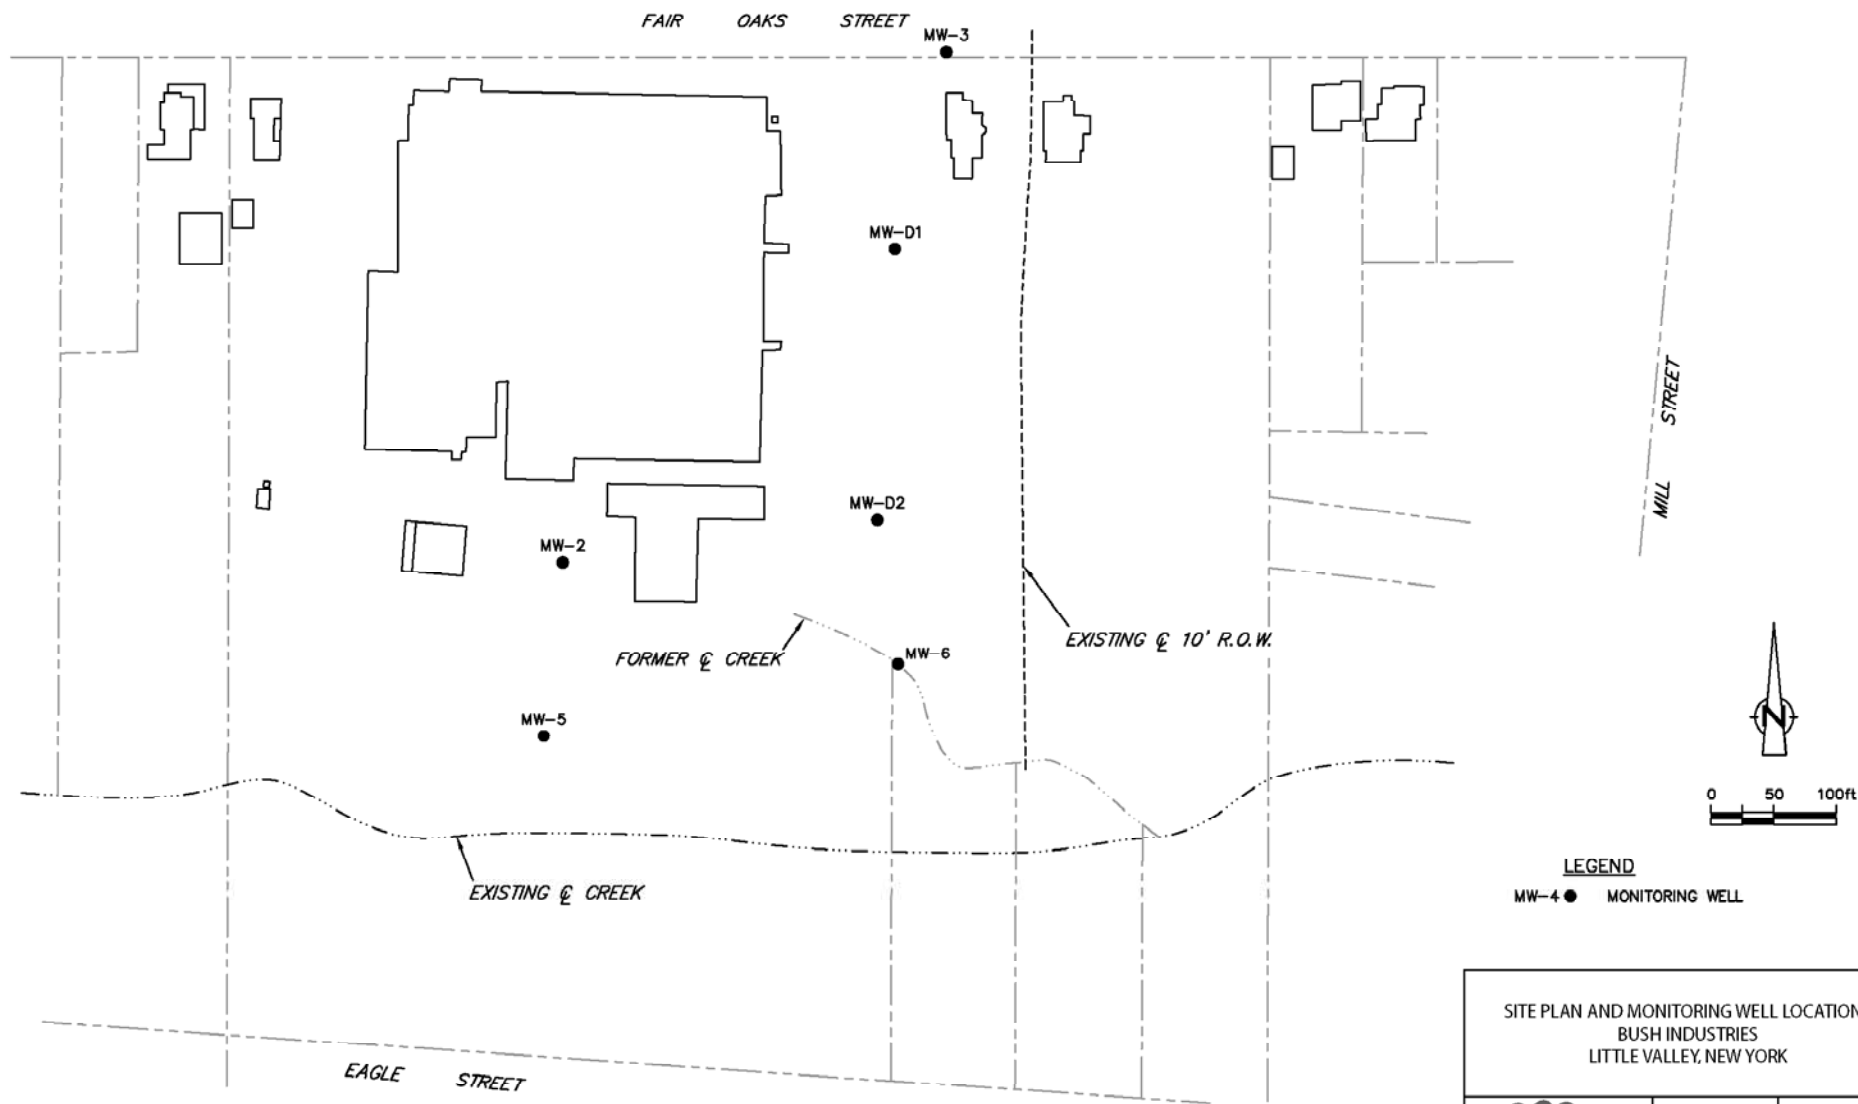 FAIR OAKS STREET
MW-3
MW-D1
MILL STREET
MW-D2
MW-2
EXISTING ℄ 10' R.O.W.
FORMER ℄ CREEK
MW-6
MW-5
N
0 50 100ft
EXISTING ℄ CREEK
LEGEND
MW-4 MONITORING WELL
SITE PLAN AND MONITORING WELL LOCATION
BUSH INDUSTRIES
LITTLE VALLEY, NEW YORK
EAGLE STREET